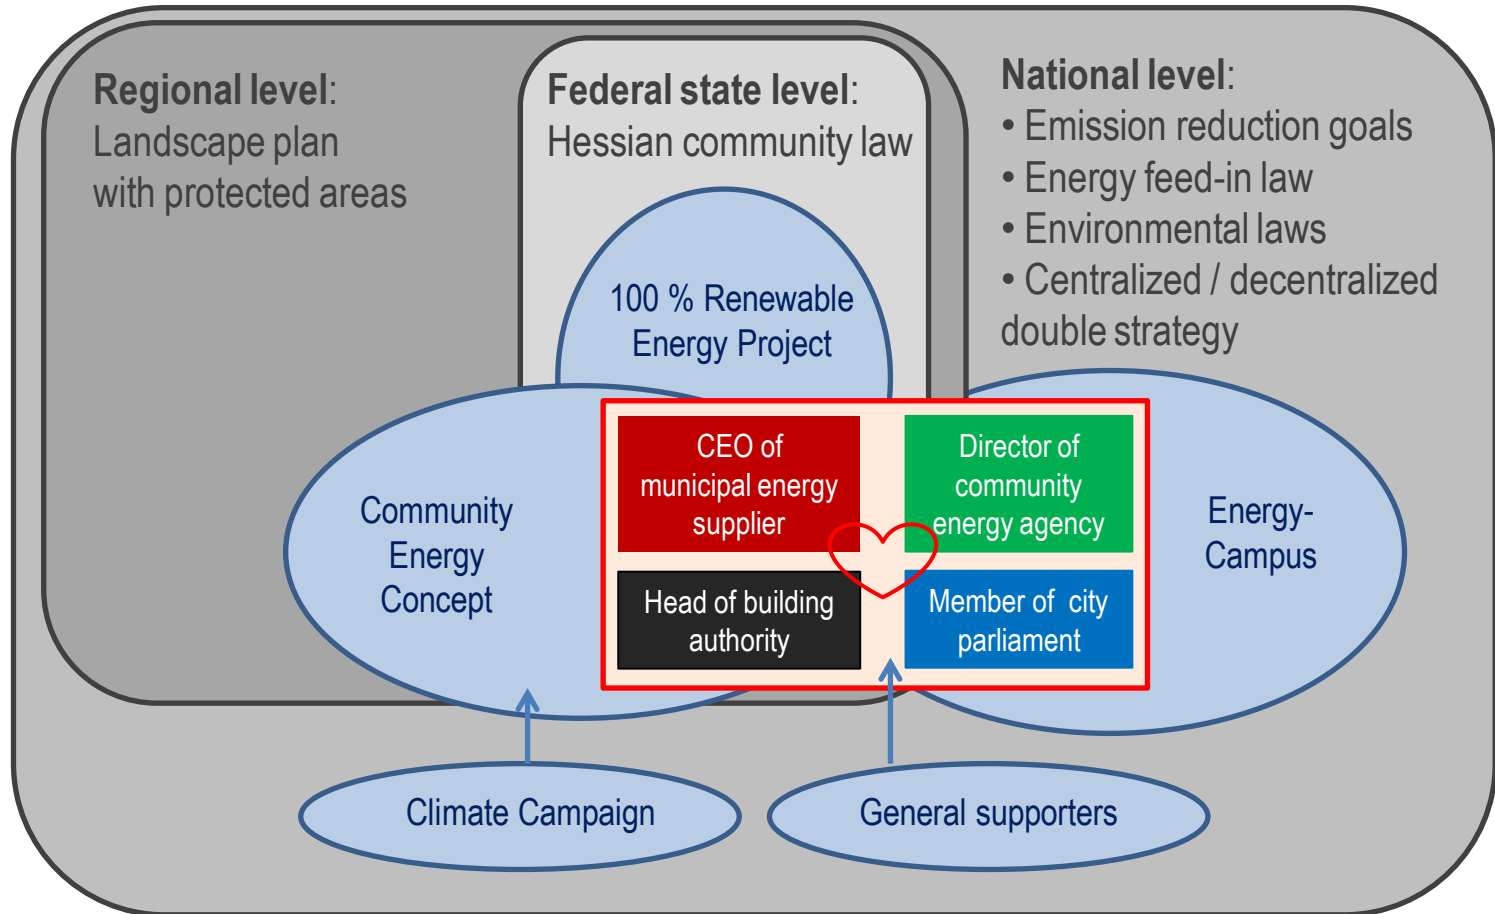 Regional level:
Landscape plan
with protected areas
Federal state level:
Hessian community law
National level:
• Emission reduction goals
• Energy feed-in law
• Environmental laws
• Centralized / decentralized
double strategy
100 % Renewable
Energy Project
Community
Energy
Concept
CEO of
municipal energy
supplier
Director of
community
energy agency
Head of building
authority
Member of city
parliament
Energy-
Campus
Climate Campaign
General supporters